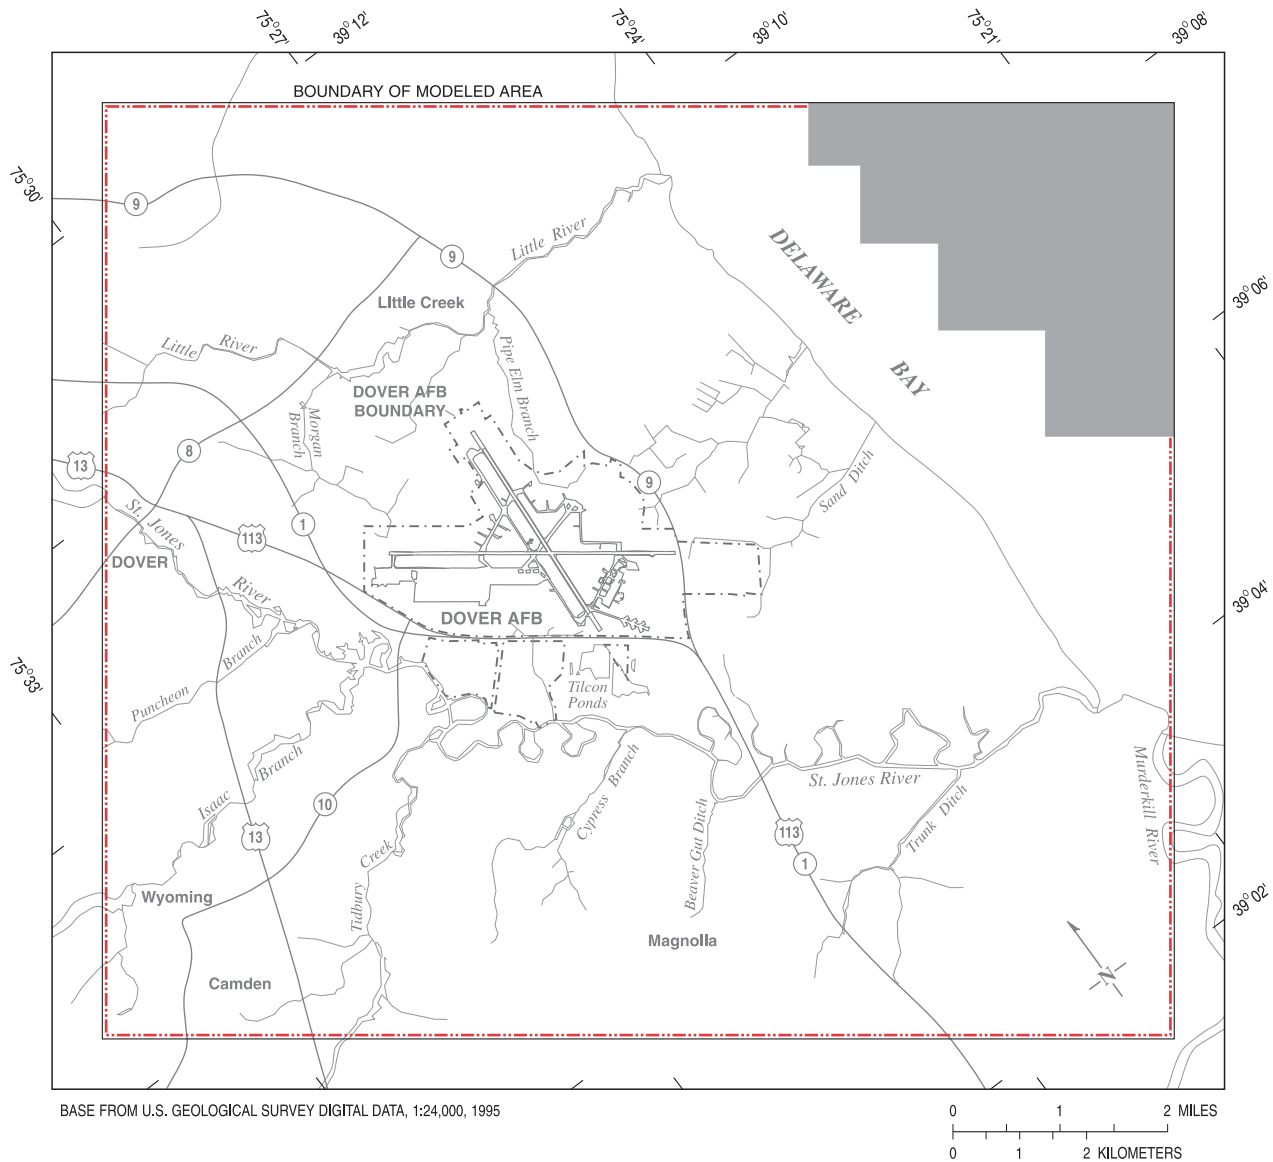 75°27'
39°12'
75°24'
39°10'
75°21'
39°08'
BOUNDARY OF MODELED AREA
75°30'
9
9
Little River
DELAWARE
BAY
39°06'
LIttle Creek
Little River
Pipe Elm Branch
DOVER AFB
BOUNDARY
Morgan
Branch
8
13
9
Sand Ditch
St. Jones
1
113
DOVER
River
39°04'
DOVER AFB
Branch
75°33'
Puncheon
Tilcon
Ponds
Branch
Isaac
Branch
Cypress
St. Jones River
Murderkill River
10
13
Beaver Gut Ditch
113
Trunk Ditch
1
Creek
Tidbury
Wyoming
39°02'
Magnolla
Camden
N
BASE FROM U.S. GEOLOGICAL SURVEY DIGITAL DATA, 1:24,000, 1995
0 1 2 MILES
0 1 2 KILOMETERS